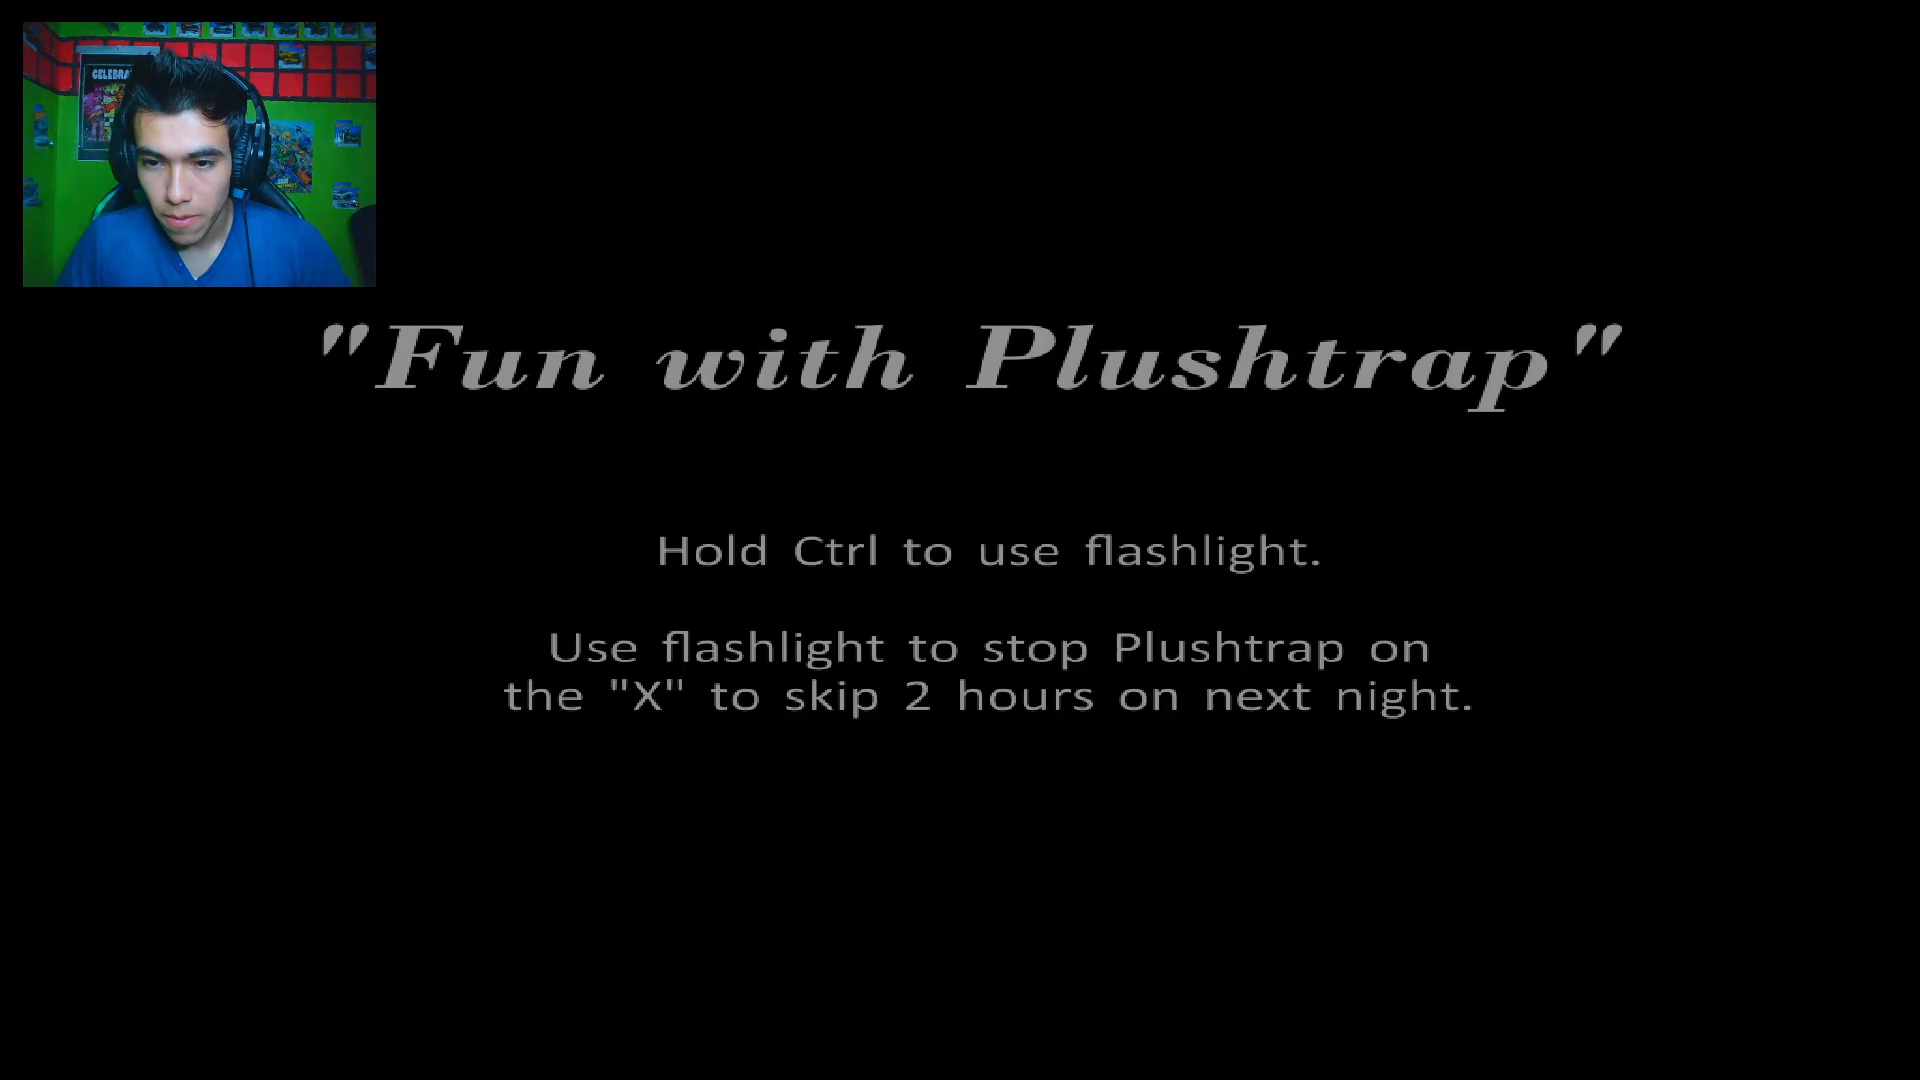 CELEBRA
"Fun with Plushtrap"
Hold Ctrl to use flashlight.
Use flashlight to stop Plushtrap on
the "X" to skip 2 hours on next night.